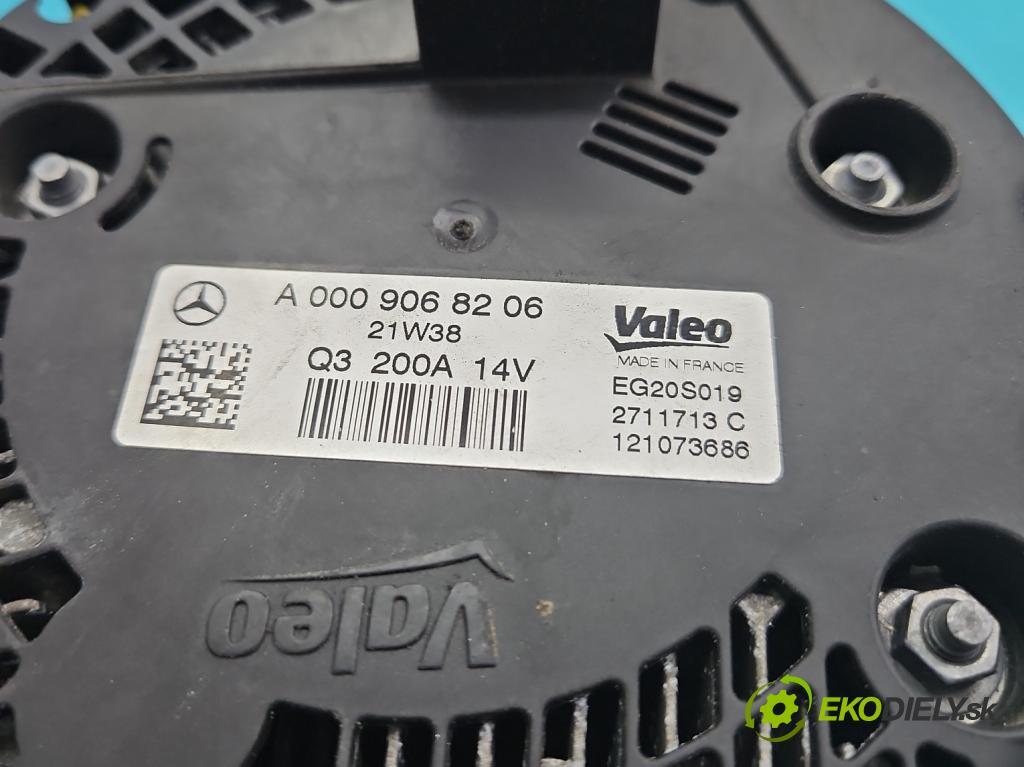 A 000 906 82 06
21W38
Q3 200A 14V
Valeo
MADE IN FRANCE
EG20S019
2711713 C
121073686
Valeo
EKODIELY.sk